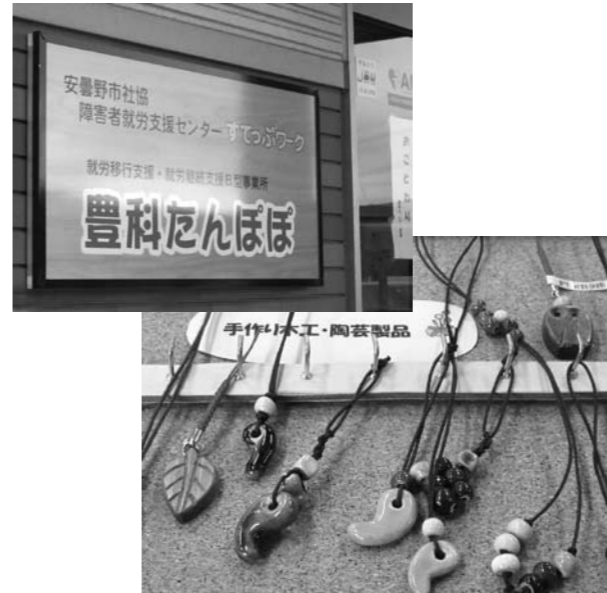 安曇野市社協
障害者就労支援センター すてっぷワーク
就労移行支援・就労継続支援B型事業所
豊科たんぽぽ
手作り木工・陶芸製品